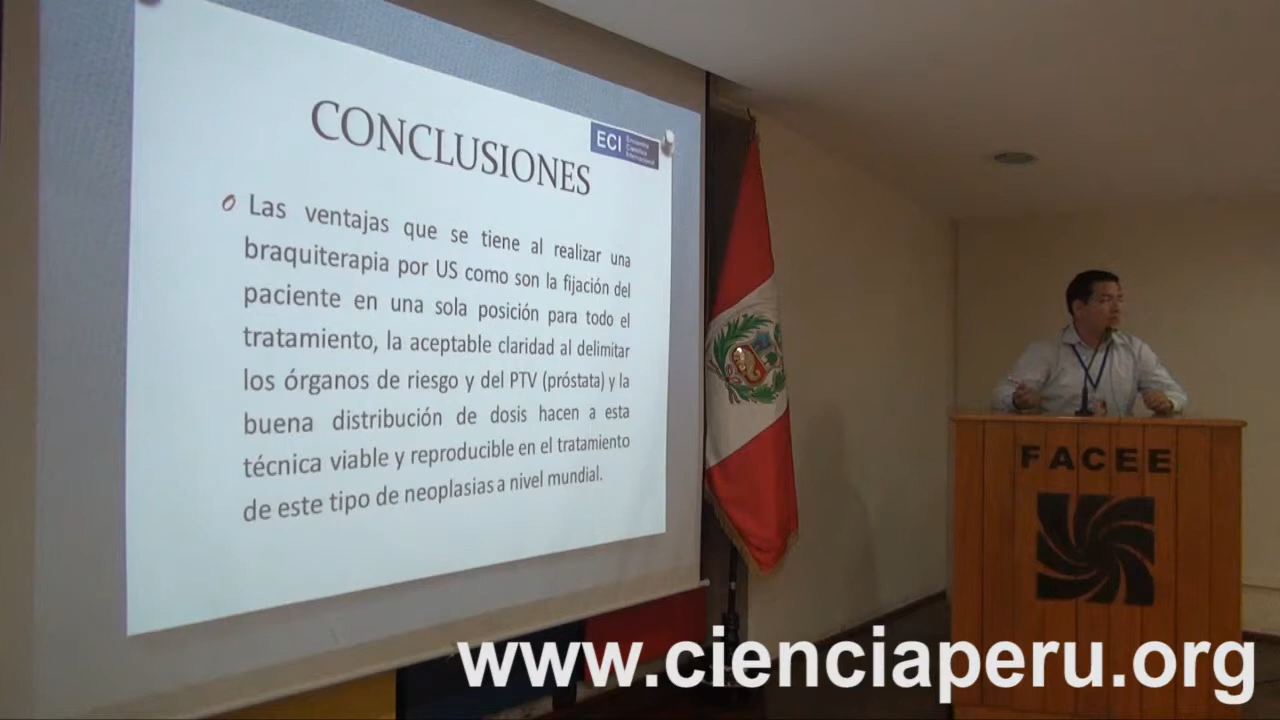 CONCLUSIONES
ECI
Encuentro
Científico
Internacional
Las ventajas que se tiene al realizar una
braquiterapia por US como son la fijación del
paciente en una sola posición para todo el
tratamiento, la aceptable claridad al delimitar
los órganos de riesgo y del PTV (próstata) y la
buena distribución de dosis hacen a esta
técnica viable y reproducible en el tratamiento
de este tipo de neoplasias a nivel mundial.
FACEE
www.cienciaperu.org